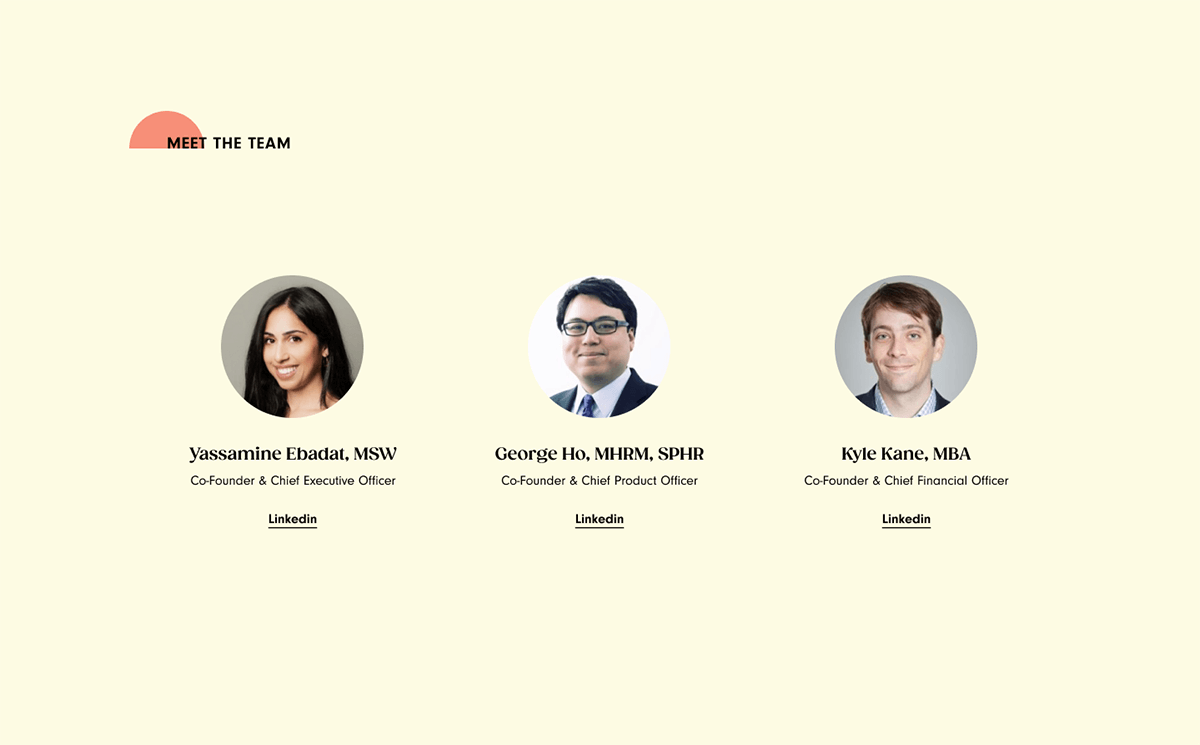 MEET THE TEAM
Yassamine Ebadat, MSW
Co-Founder & Chief Executive Officer
Linkedin
George Ho, MHRM, SPHR
Co-Founder & Chief Product Officer
Linkedin
Kyle Kane, MBA
Co-Founder & Chief Financial Officer
Linkedin